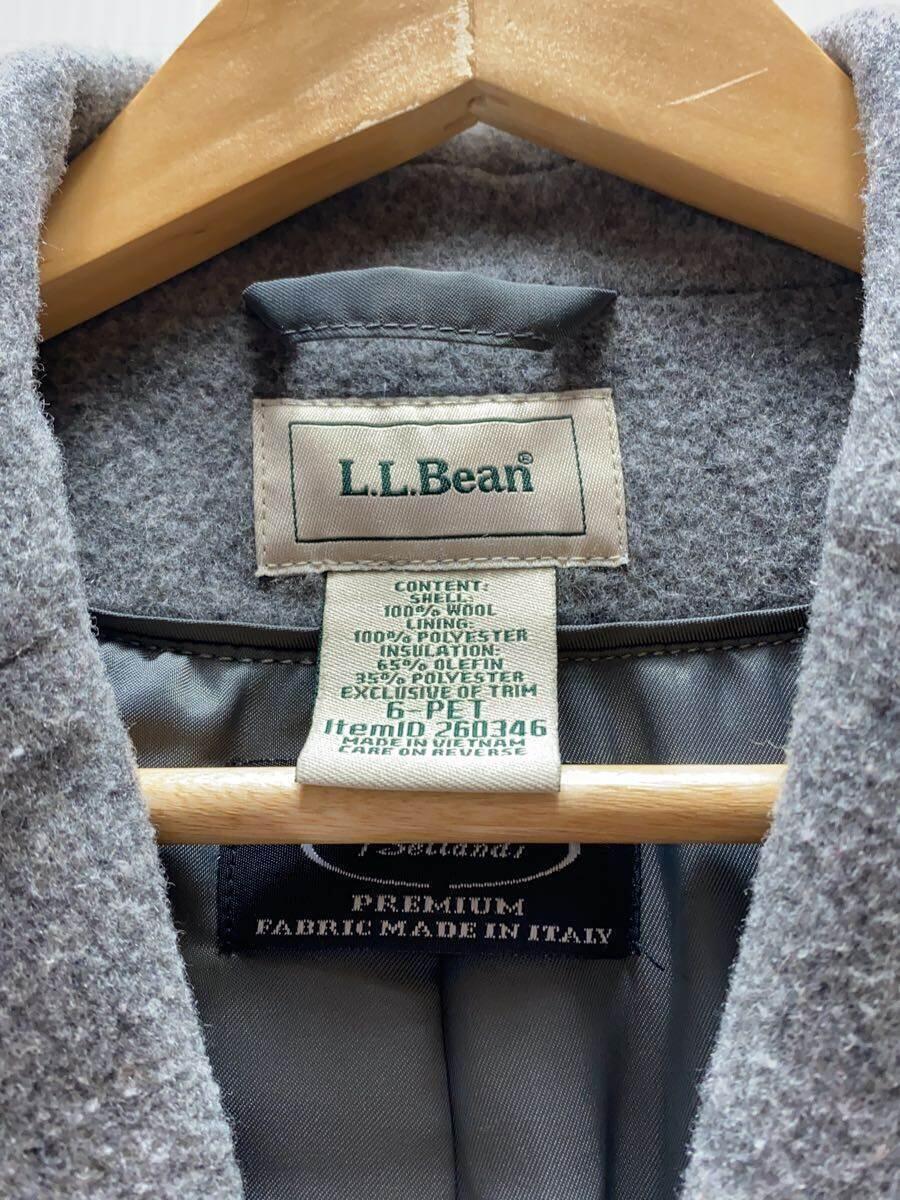 L.L.Bean®
CONTENT:
SHELL:
100% WOOL
LINING:
100% POLYESTER
INSULATION:
65% OLEFIN
35% POLYESTER
EXCLUSIVE OF TRIM
6-PET
ItemID 260346
MADE IN VIETNAM
CARE ON REVERSE
PREMIUM
FABRIC MADE IN ITALY